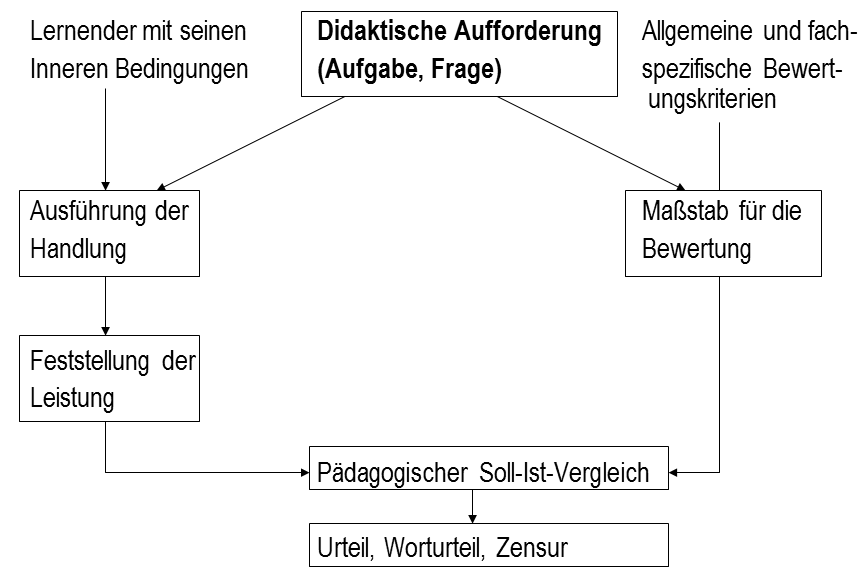 Lernender mit seinen
Inneren Bedingungen
Didaktische Aufforderung
(Aufgabe, Frage)
Allgemeine und fach-
spezifische Bewert-
ungskriterien
Ausführung der
Handlung
Maßstab für die
Bewertung
Feststellung der
Leistung
Pädagogischer Soll-Ist-Vergleich
Urteil, Worturteil, Zensur